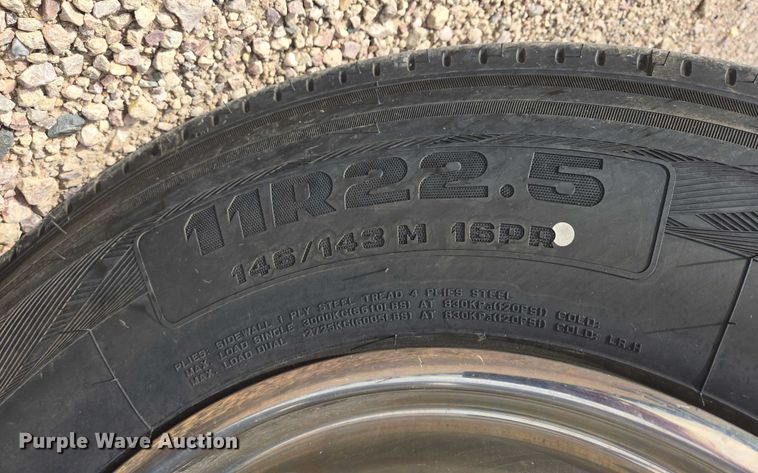 11R22.5
146/143 M 16PR
PLIES: SIDEWALL 1 PLY STEEL TREAD 4 PLIES STEEL
MAX. LOAD SINGLE 3000KG(6610LBS) AT 830KPa(120PSI) COLD:
MAX. LOAD DUAL 2725KG(6005LBS) AT 830KPa(120PSI) COLD: LR.H
Purple Wave Auction